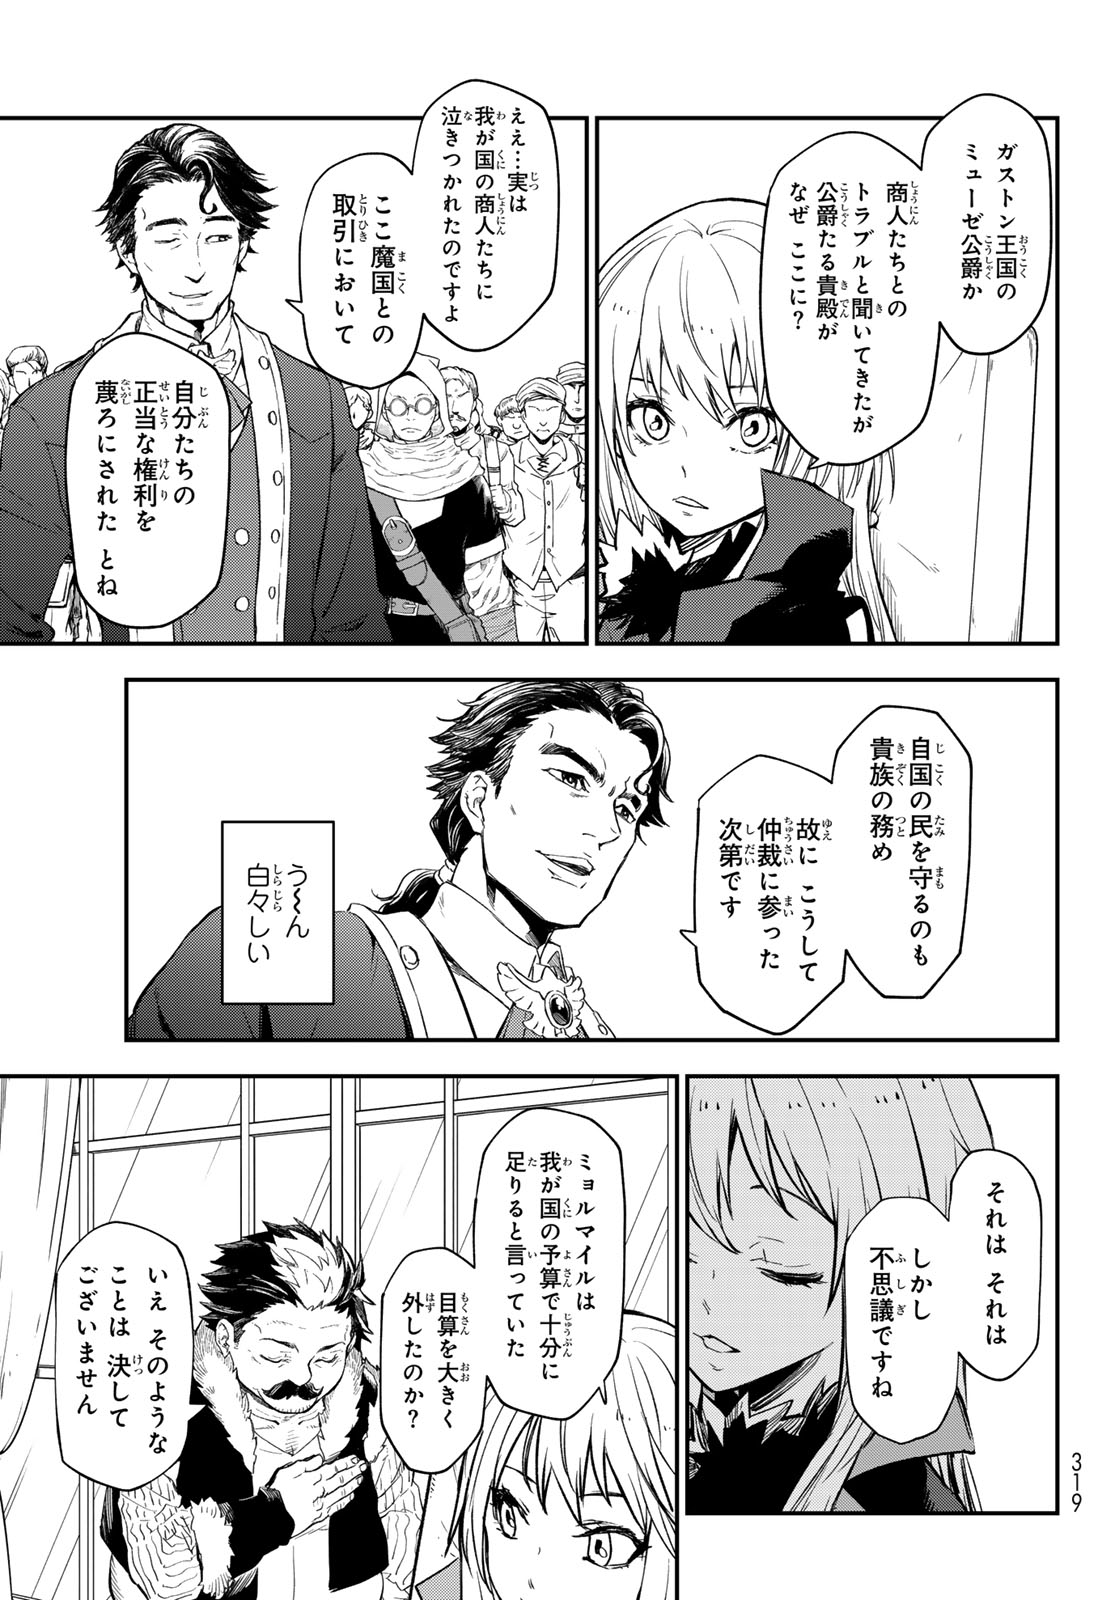 ガストン王国の
ミューゼ公爵か
商人たちとの
トラブルと聞いてきたが
公爵たる貴殿が
なぜ ここに?
ええ…実は
我が国の商人たちに
泣きつかれたのですよ
ここ魔国との
取引において
自分たちの
正当な権利を
蔑ろにされた とね
自国の民を守るのも
貴族の務め
故に こうして
仲裁に参った
次第です
う〜ん
白々しい
それは それは
しかし
不思議ですね
ミョルマイルは
我が国の予算で十分に
足りると言っていた
目算を大きく
外したのか?
いえ そのような
ことは 決して
ございません
319